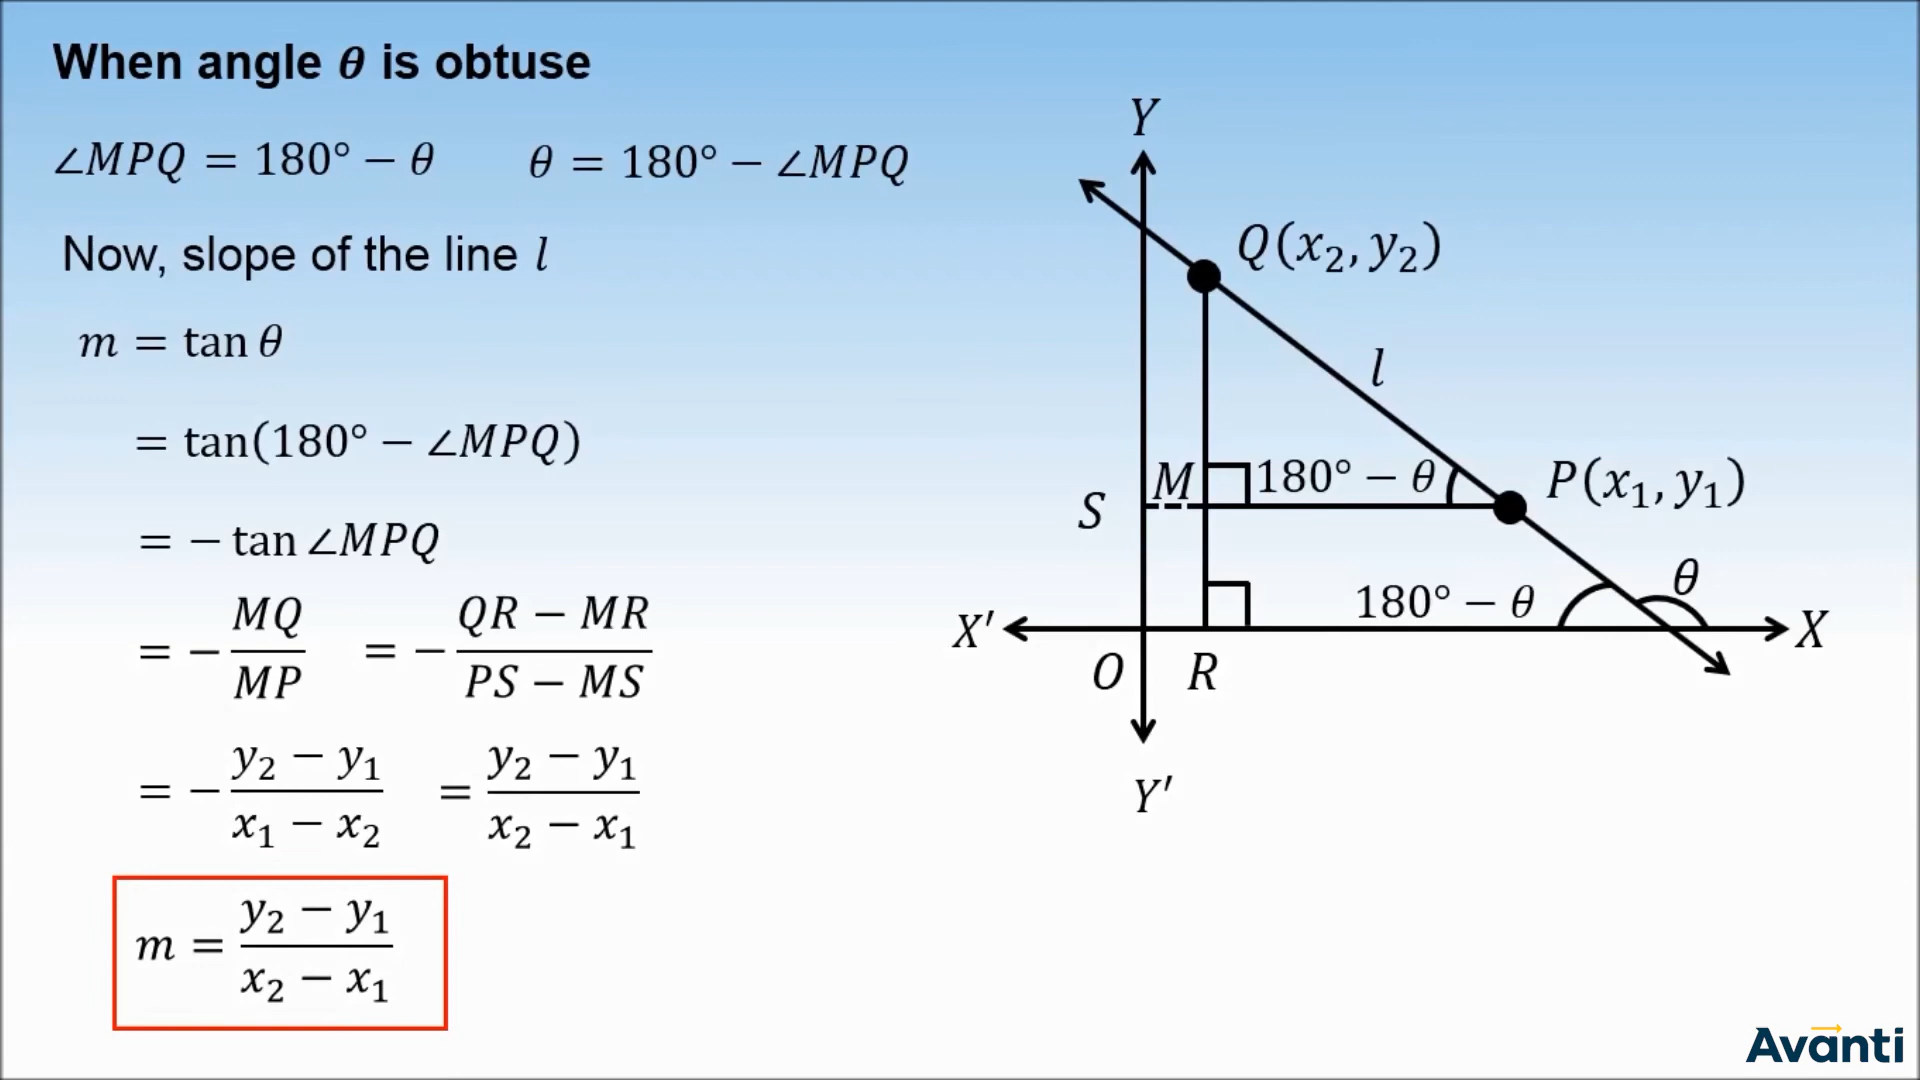 When angle θ is obtuse
∠MPQ = 180° − θ    θ = 180° − ∠MPQ
Now, slope of the line l
m = tan θ
= tan(180° − ∠MPQ)
= − tan ∠MPQ
= − MQ/MP    = − (QR − MR)/(PS − MS)
= − (y₂ − y₁)/(x₁ − x₂)    = (y₂ − y₁)/(x₂ − x₁)
m = (y₂ − y₁)/(x₂ − x₁)
Y
Q(x₂, y₂)
l
S M 180° − θ P(x₁, y₁)
180° − θ θ
X′ X
O R
Y′
Avanti